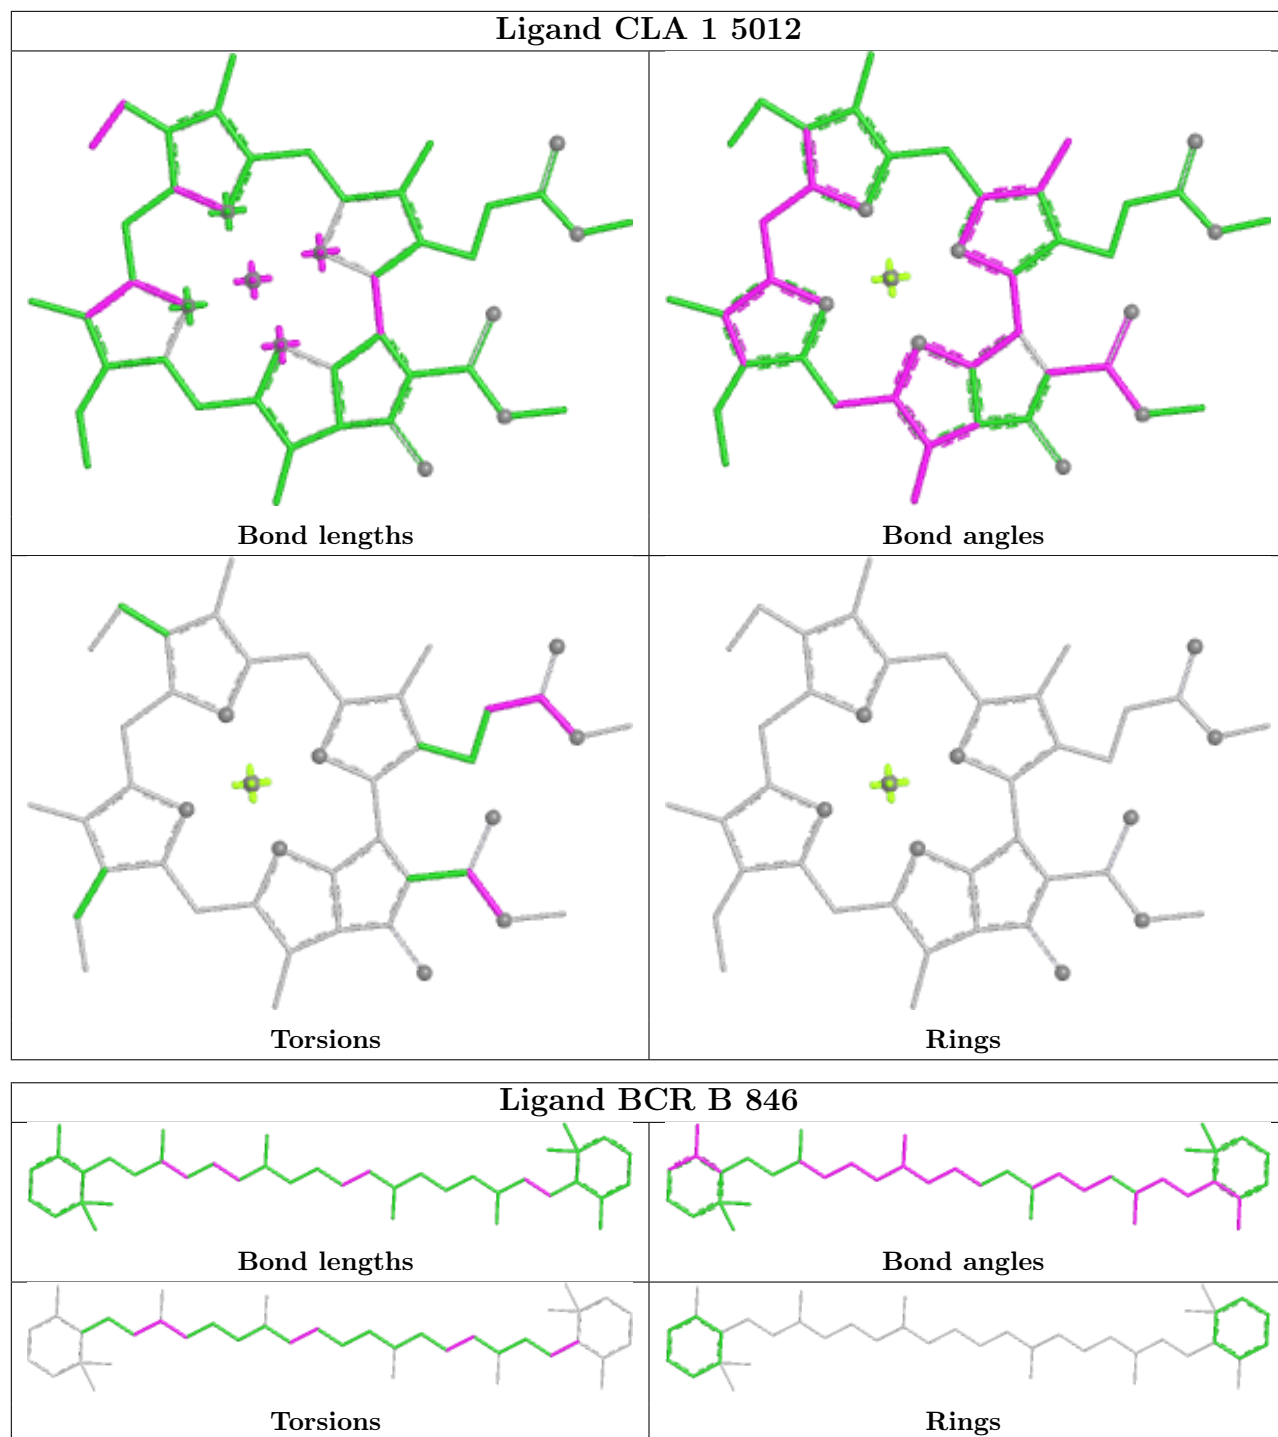 Ligand CLA 1 5012
Bond lengths
Bond angles
Torsions
Rings
Ligand BCR B 846
Bond lengths
Bond angles
Torsions
Rings